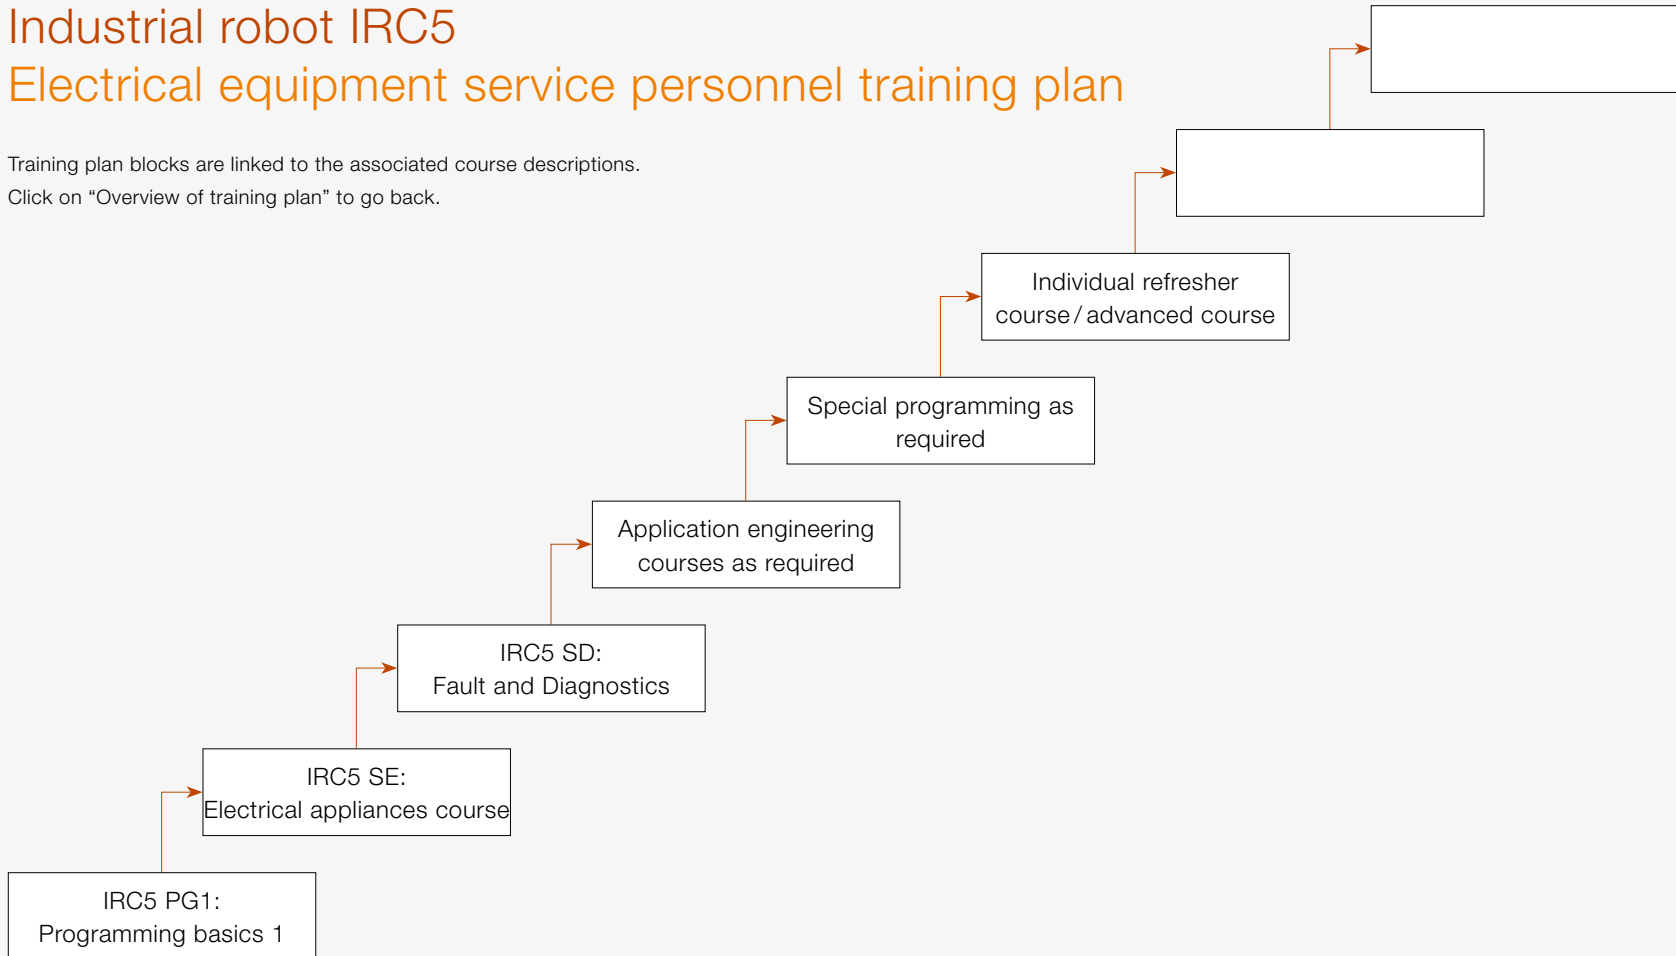 Industrial robot IRC5
Electrical equipment service personnel training plan
Training plan blocks are linked to the associated course descriptions.
Click on “Overview of training plan” to go back.
Individual refresher
course / advanced course
Special programming as
required
Application engineering
courses as required
IRC5 SD:
Fault and Diagnostics
IRC5 SE:
Electrical appliances course
IRC5 PG1:
Programming basics 1